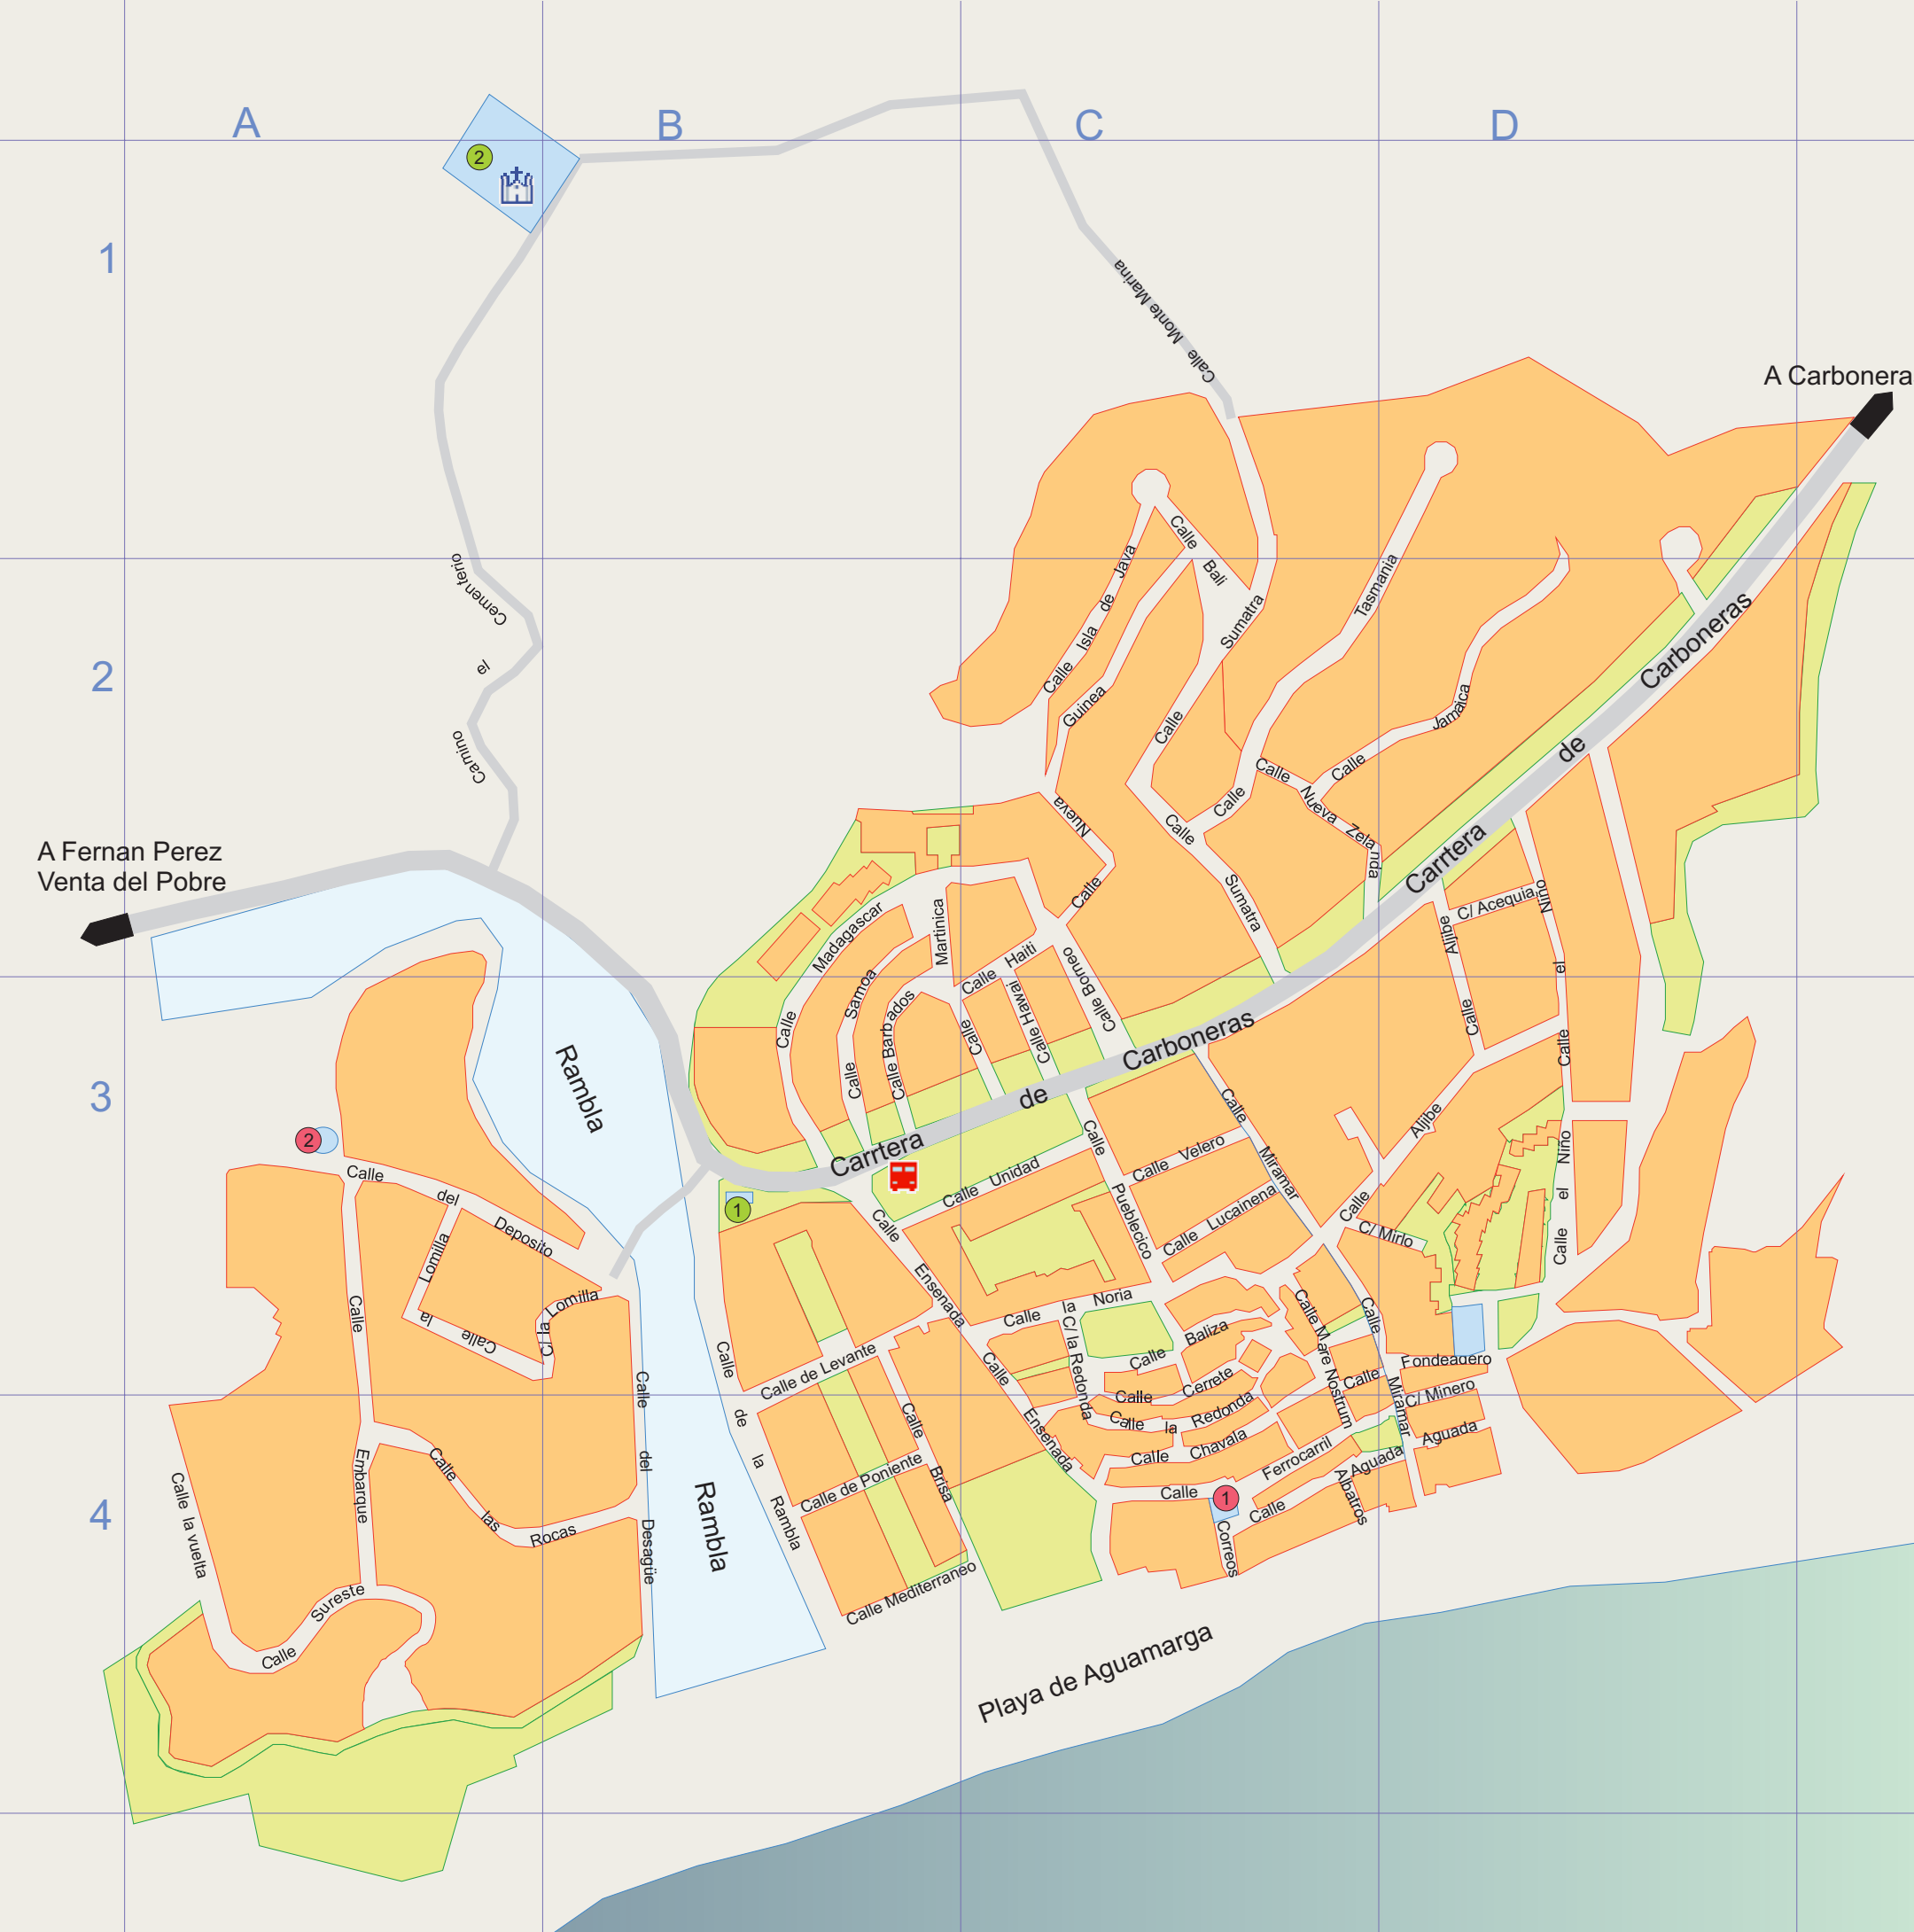 A
B
C
D
1
2
3
4
2
Calle Monte Marina
A Carbonera
Camino el Cementerio
A Fernan Perez
Venta del Pobre
Calle Isla de Java
Calle Bali
Guinea
Calle Sumatra
Calle Sumatra
Calle Tasmania
Calle Nueva Zelanda
Calle Jamaica
Calle Nueva
Carrtera de Carboneras
Carrtera de Carboneras
Calle Madagascar
Martinica
Calle Samoa
Calle Barbados
Calle Haiti
Calle
Calle Hawai
Calle Borneo
C/ Acequia
Calle Aljibe
Calle el Nino
Calle Aljibe
Calle el Niño
Rambla
2
Calle del Deposito
Lomilla
Calle la
C/ la Lomilla
Calle Embarque
Calle la vuelta
Calle las Rocas
Calle Sureste
Calle del Desagüe
Rambla
1
Calle de la Rambla
Calle de Levante
Calle de Poniente
Calle Brisa
Calle Mediterraneo
Calle Ensenada
Calle Ensenada
Calle Unidad
Calle Pueblecico
Calle Velero
Calle Lucainena
Calle Miramar
C/ Mirlo
Calle la Noria
C/ la Redonda
Calle Baliza
Calle Cerrete
Calle la Redonda
Calle Chavala
Calle Ferrocarril
Calle Mare Nostrum
Calle Miramar
Calle Fondeadero
C/ Minero
Aguada
Calle Aguada
Albatros
1
Correos
Playa de Aguamarga